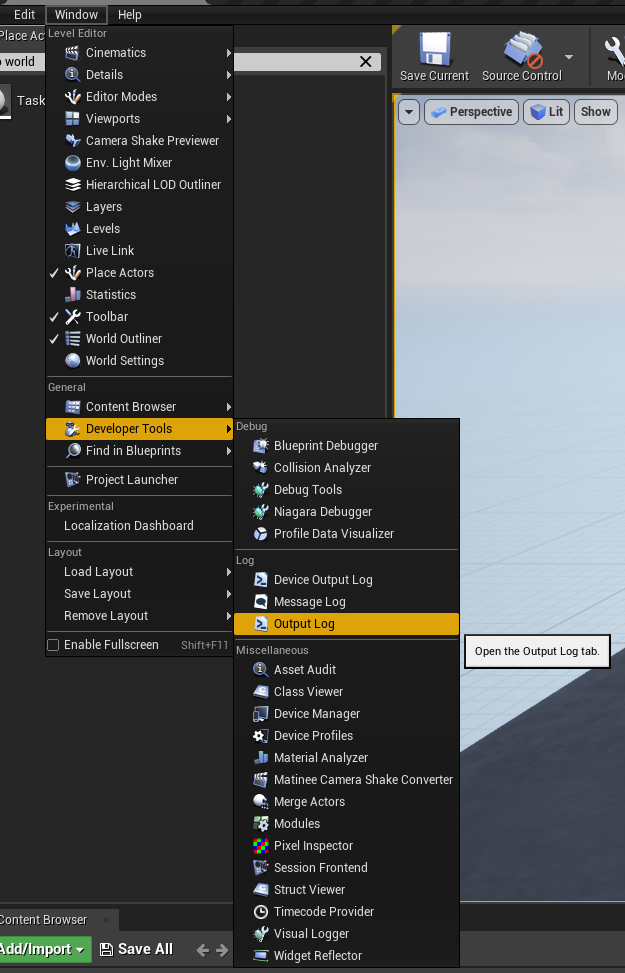 Edit Window Help
Place Ac
Level Editor
world
Cinematics
Details
Task
Editor Modes
Viewports
Camera Shake Previewer
Env. Light Mixer
Hierarchical LOD Outliner
Layers
Levels
Live Link
Place Actors
Statistics
Toolbar
World Outliner
World Settings
General
Content Browser
Developer Tools
Find in Blueprints
Project Launcher
Experimental
Localization Dashboard
Layout
Load Layout
Save Layout
Remove Layout
Enable Fullscreen Shift+F11
Save Current Source Control Mo
Perspective Lit Show
Debug
Blueprint Debugger
Collision Analyzer
Debug Tools
Niagara Debugger
Profile Data Visualizer
Log
Device Output Log
Message Log
Output Log
Open the Output Log tab.
Miscellaneous
Asset Audit
Class Viewer
Device Manager
Device Profiles
Material Analyzer
Matinee Camera Shake Converter
Merge Actors
Modules
Pixel Inspector
Session Frontend
Struct Viewer
Timecode Provider
Visual Logger
Widget Reflector
Content Browser
Add/Import Save All